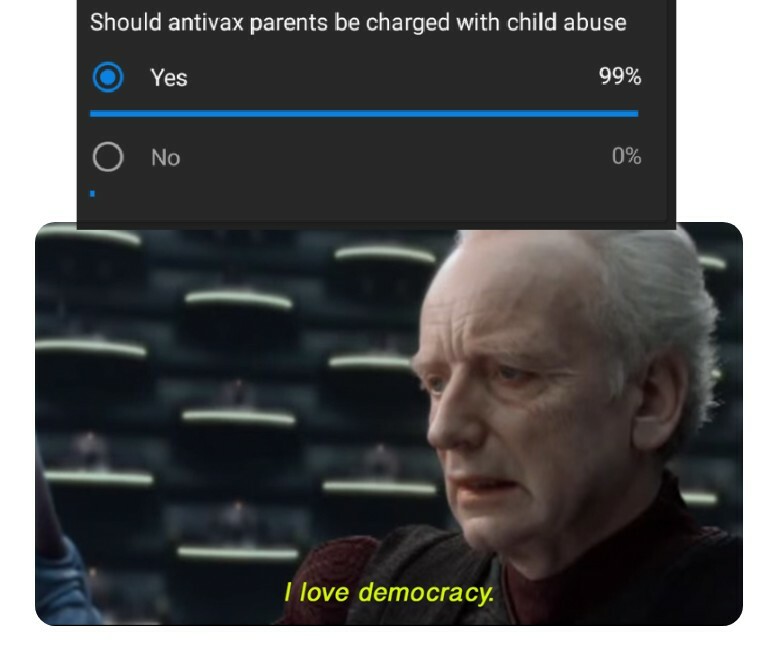 Should antivax parents be charged with child abuse
Yes 99%
No 0%
I love democracy.